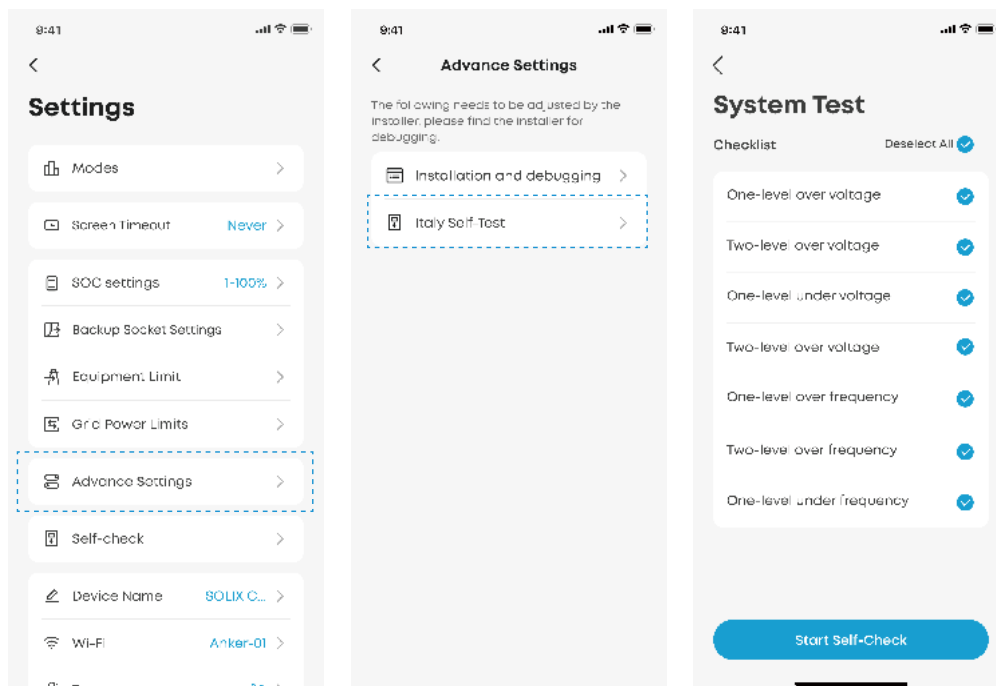 9:41
Settings
Modes
Screen Timeout Never
SOC settings 1-100%
Backup Socket Settings
Equipment Limit
Grid Power Limits
Advance Settings
Self-check
Device Name SOLIX C...
Wi-Fi Anker-01
9:41
Advance Settings
The following needs to be adjusted by the
installer, please find the installer for
debugging.
Installation and debugging
Italy Self-Test
9:41
System Test
Checklist Deselect All
One-level over voltage
Two-level over voltage
One-level under voltage
Two-level over voltage
One-level over frequency
Two-level over frequency
One-level under frequency
Start Self-Check